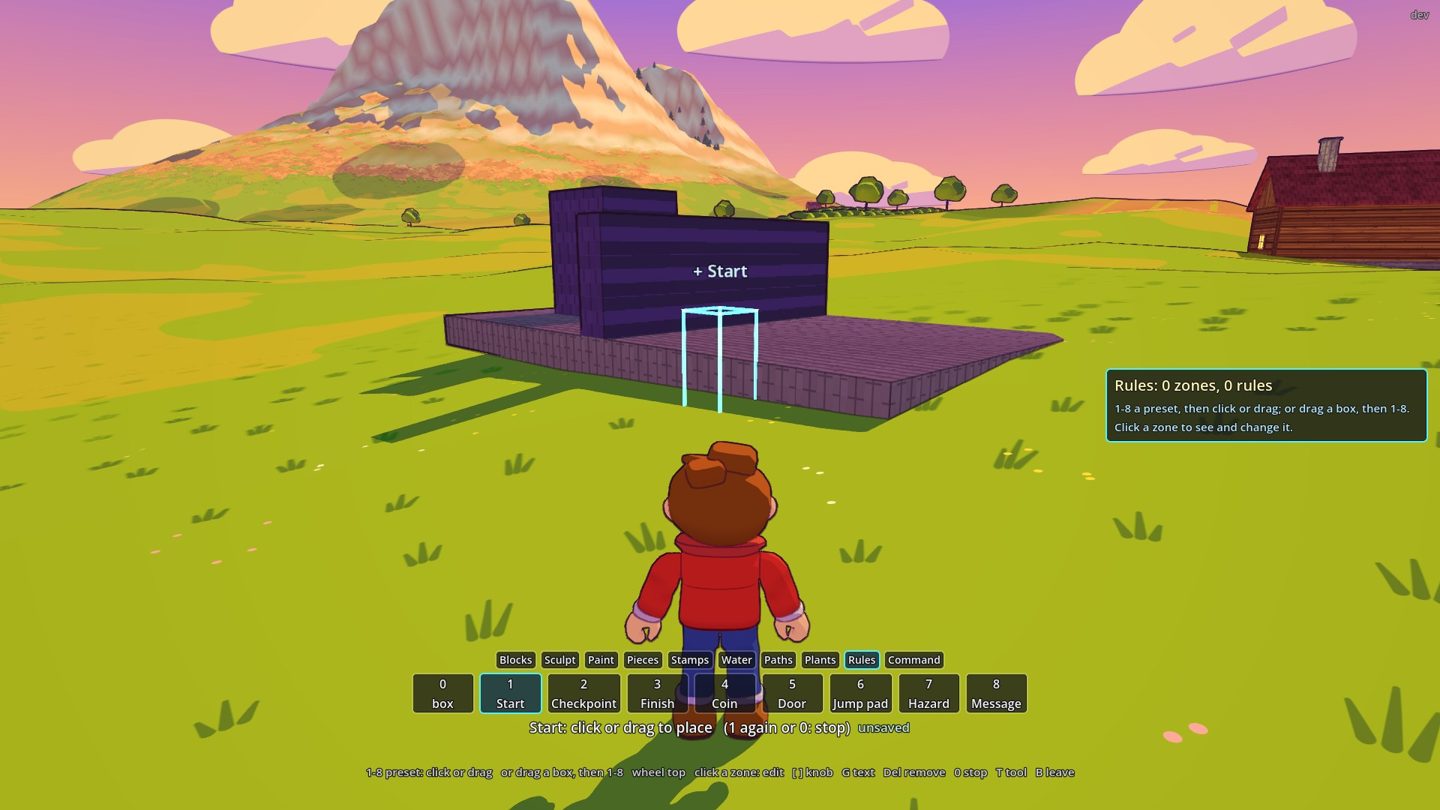 dev
+ Start
Rules: 0 zones, 0 rules
1-8 a preset, then click or drag; or drag a box, then 1-8.
Click a zone to see and change it.
Blocks Sculpt Paint Pieces Stamps Water Paths Plants Rules Command
0 1 2 3 4 5 6 7 8
box Start Checkpoint Finish Coin Door Jump pad Hazard Message
Start: click or drag to place (1 again or 0: stop) unsaved
1-8 preset: click or drag or drag a box, then 1-8 wheel top click a zone: edit [ ] knob G text Del remove 0 stop T tool B leave